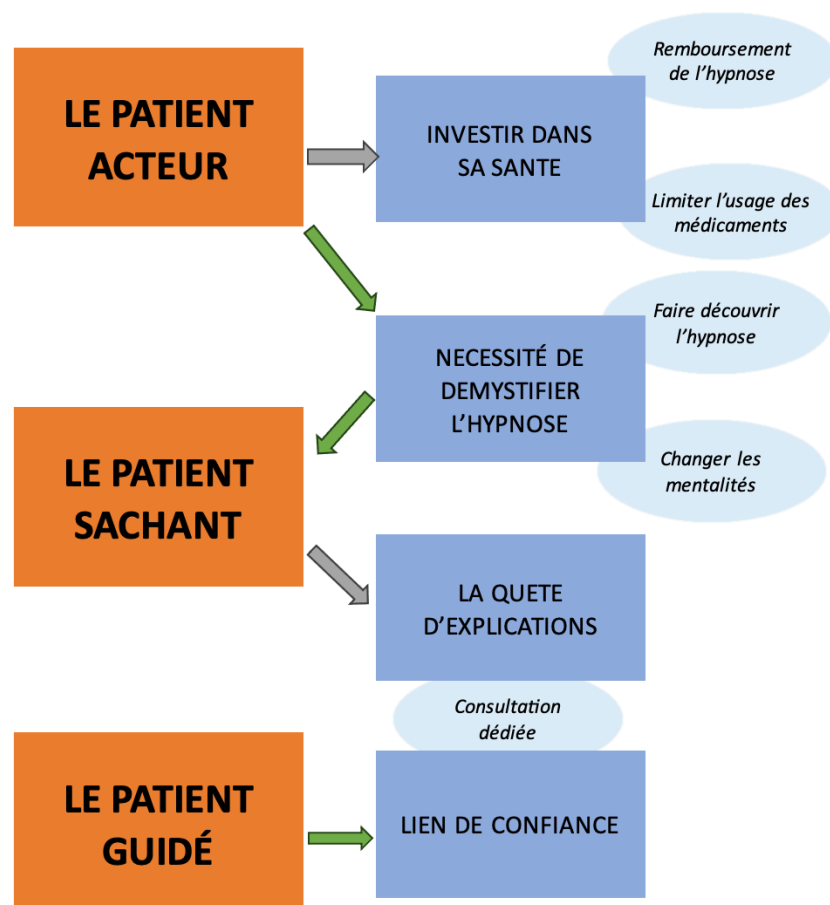 LE PATIENT
ACTEUR
INVESTIR DANS
SA SANTE
Remboursement
de l'hypnose
Limiter l'usage des
médicaments
Faire découvrir
l'hypnose
NECESSITÉ DE
DEMYSTIFIER
L'HYPNOSE
Changer les
mentalités
LE PATIENT
SACHANT
LA QUETE
D'EXPLICATIONS
Consultation
dédiée
LE PATIENT
GUIDÉ
LIEN DE CONFIANCE